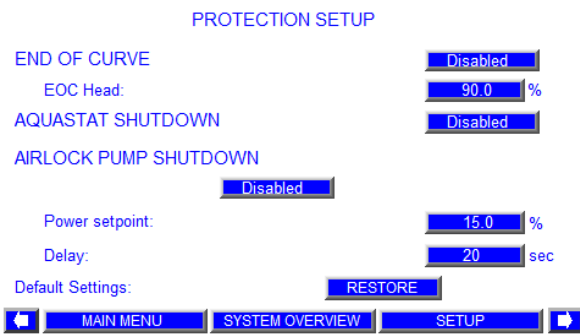 PROTECTION SETUP
END OF CURVE Disabled
EOC Head: 90.0 %
AQUASTAT SHUTDOWN Disabled
AIRLOCK PUMP SHUTDOWN
Disabled
Power setpoint: 15.0 %
Delay: 20 sec
Default Settings: RESTORE
MAIN MENU SYSTEM OVERVIEW SETUP